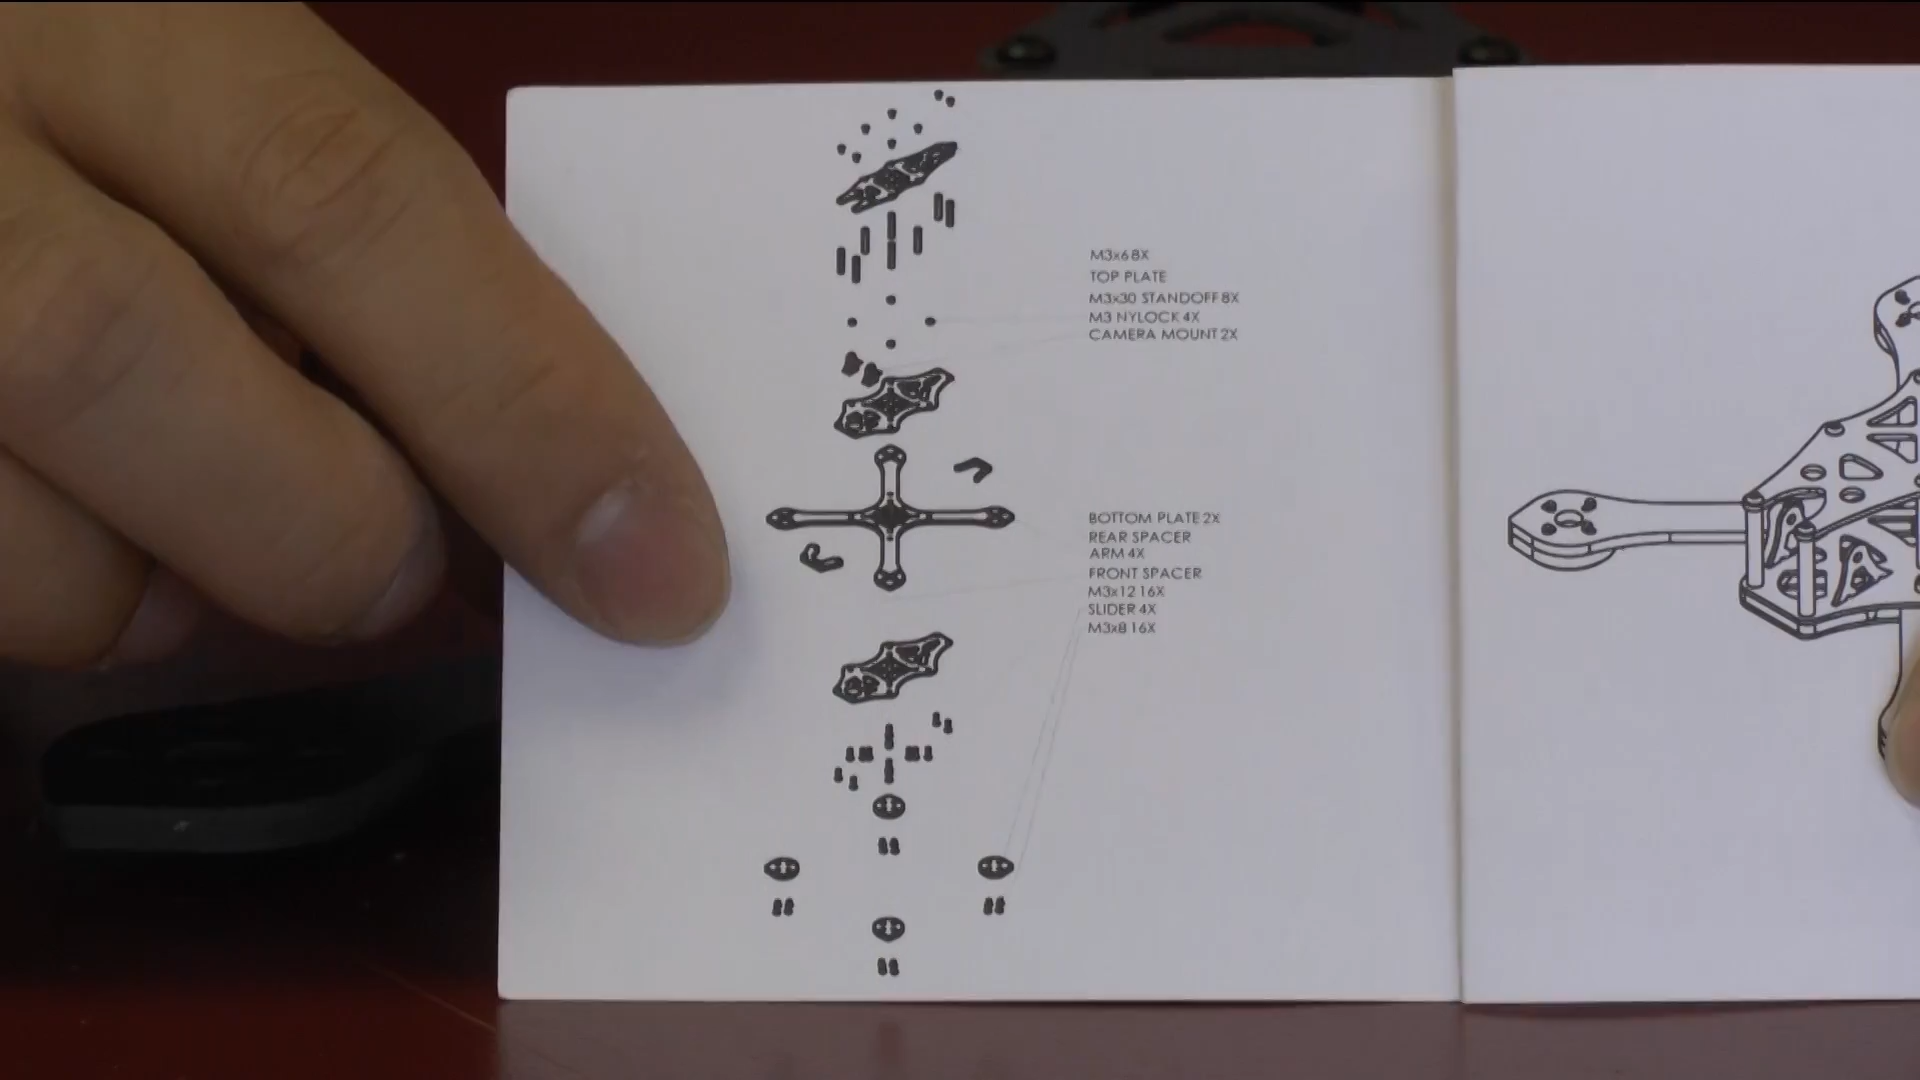 M3x6 8X
TOP PLATE
M3x30 STANDOFF 8X
M3 NYLOCK 4X
CAMERA MOUNT 2X
BOTTOM PLATE 2X
REAR SPACER
ARM 4X
FRONT SPACER
M3x12 16X
SLIDER 4X
M3x8 16X